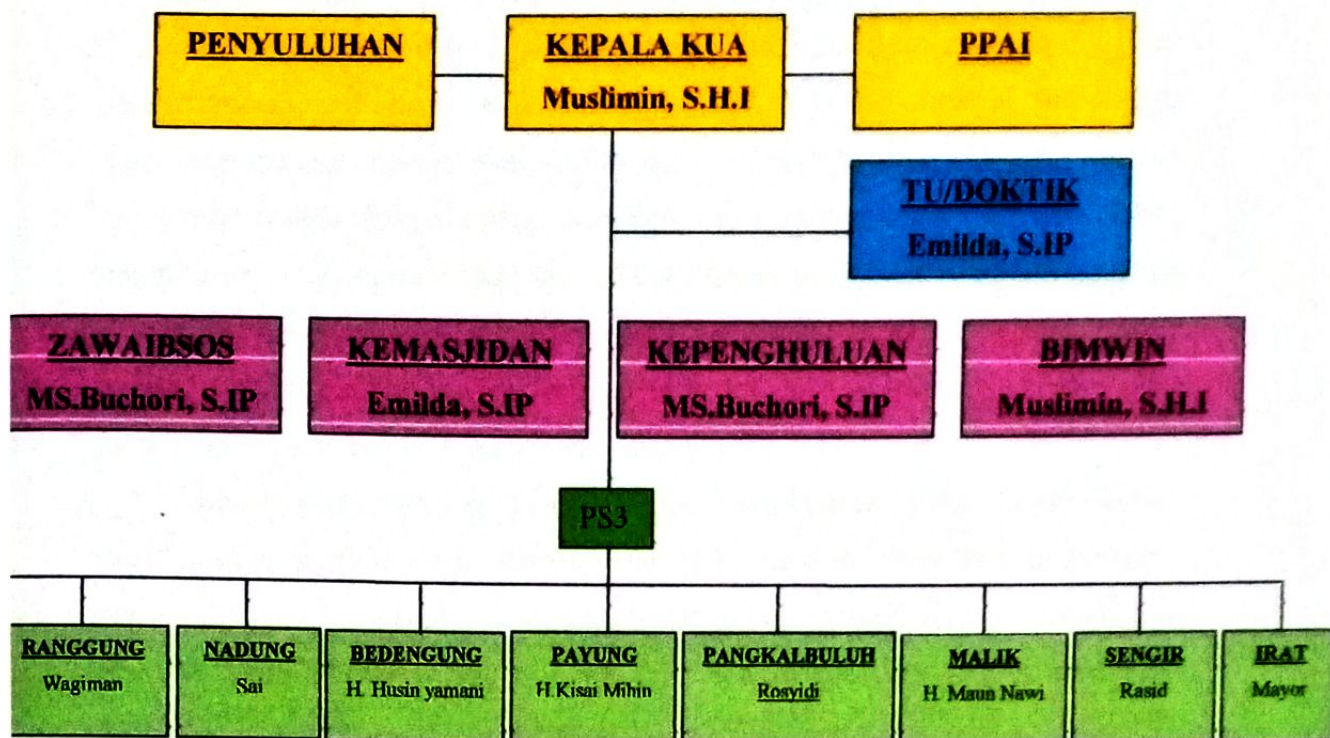 PENYULUHAN
KEPALA KUA
Muslimin, S.H.I
PPAI
TU/DOKTIK
Emilda, S.IP
ZAWAIBSOS
MS.Buchori, S.IP
KEMASJIDAN
Emilda, S.IP
KEPENGHULUAN
MS.Buchori, S.IP
BIMWIN
Muslimin, S.H.I
PS3
RANGGUNG
Wagiman
NADUNG
Sai
BEDENGUNG
H. Husin yamani
PAYUNG
H.Kisai Mihin
PANGKALBULUH
Rosyidi
MALIK
H. Maun Nawi
SENGIR
Rasid
IRAT
Mayor